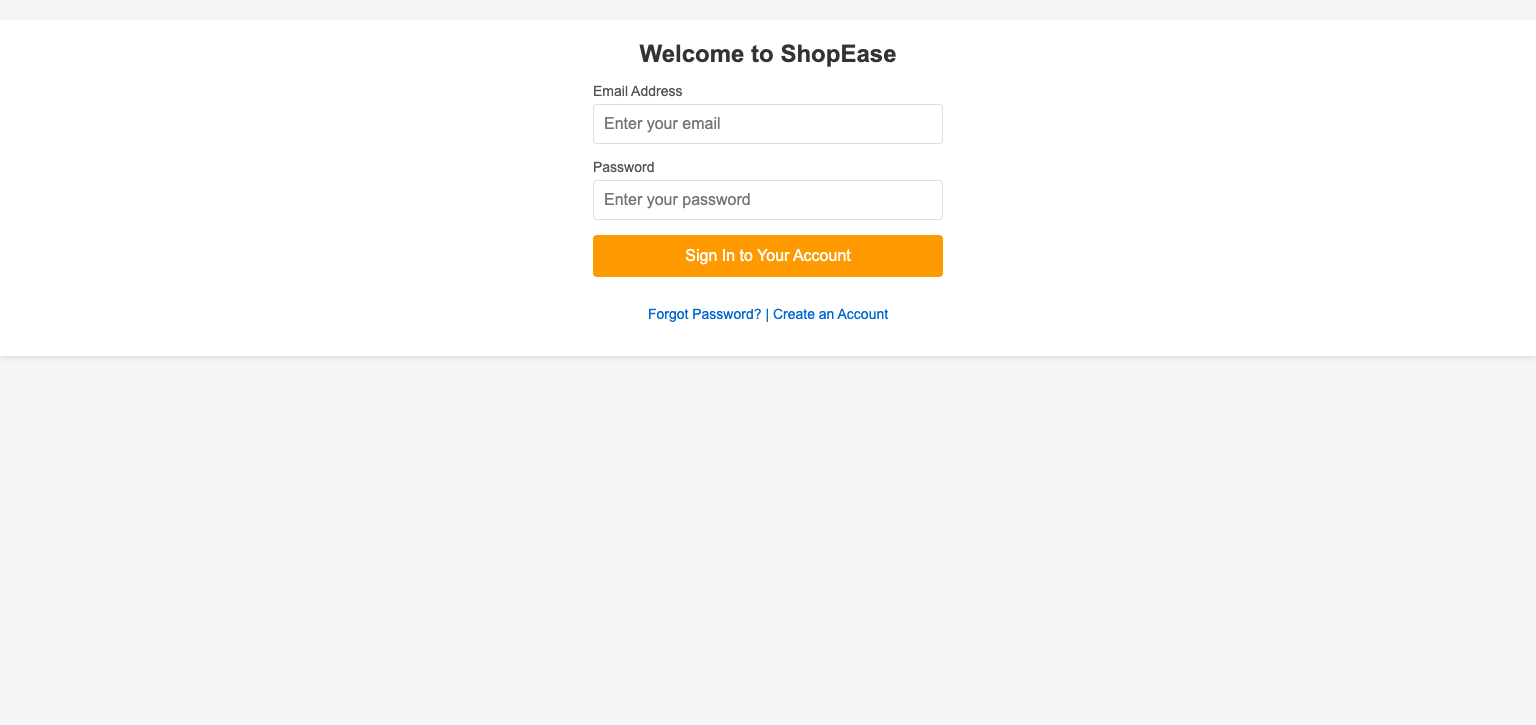 Welcome to ShopEase
Email Address
Enter your email
Password
Enter your password
Sign In to Your Account
Forgot Password? | Create an Account